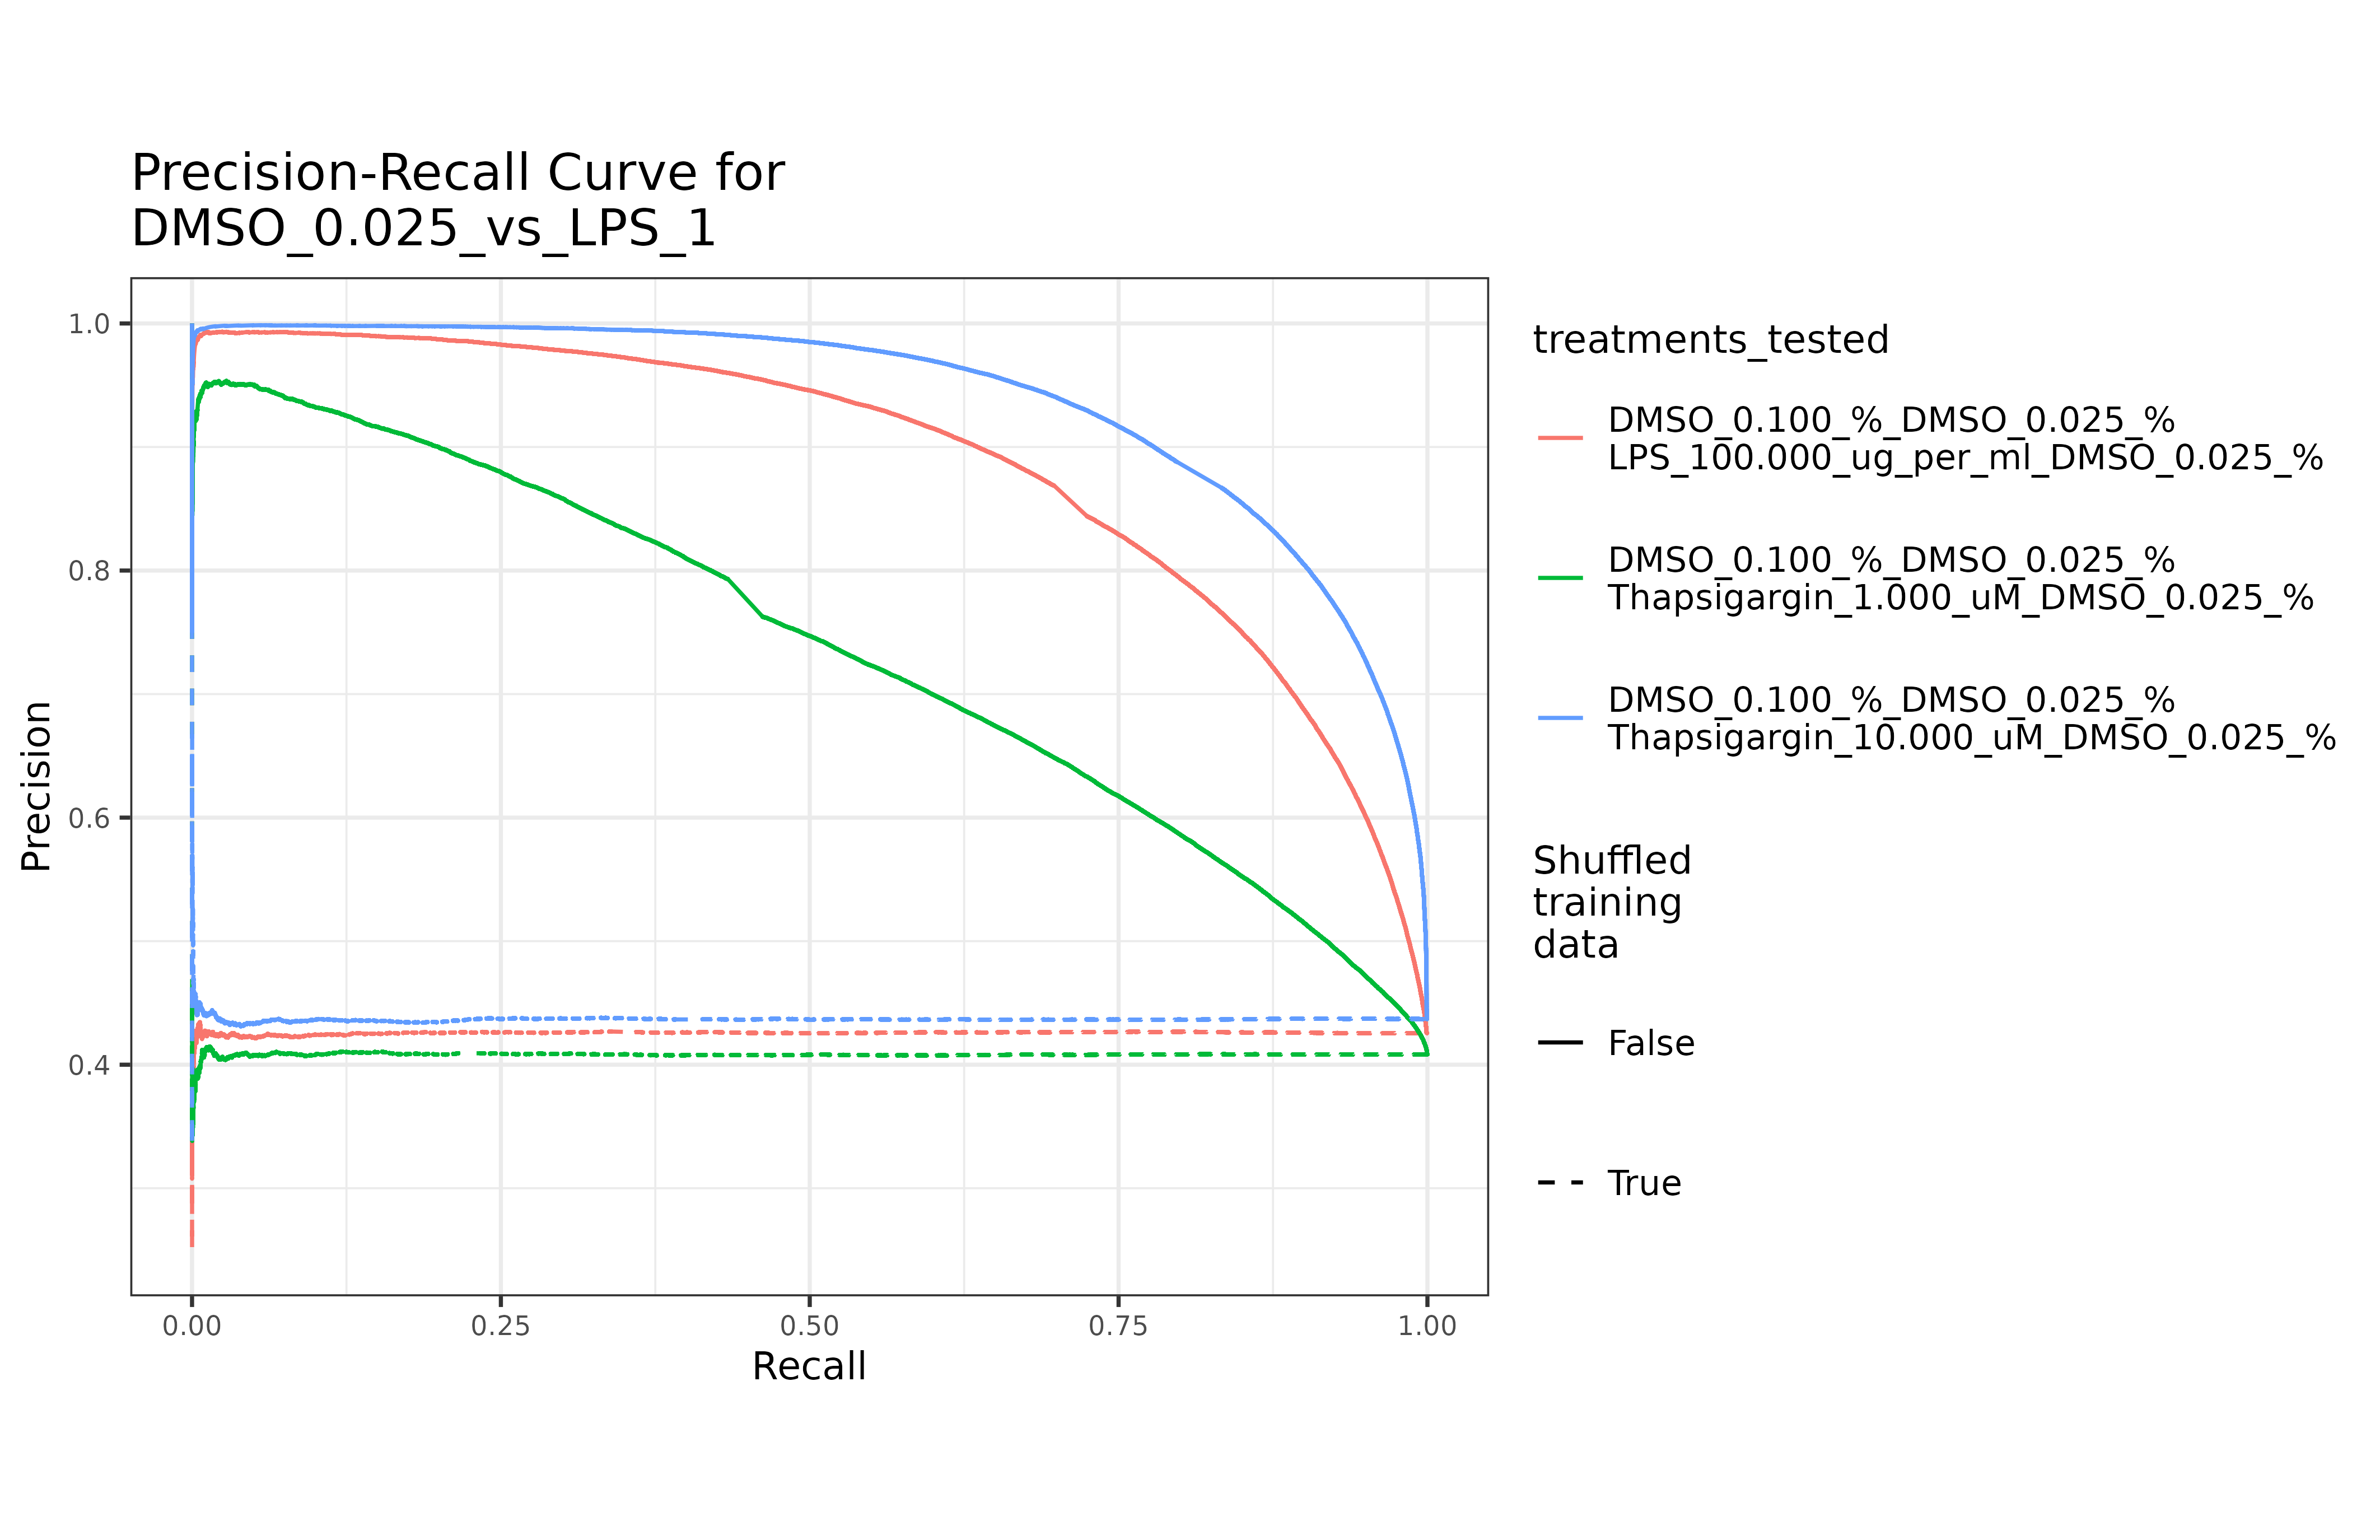 Precision-Recall Curve for
DMSO_0.025_vs_LPS_1
Precision
1.0
0.8
0.6
0.4
0.00
0.25
0.50
0.75
1.00
Recall
treatments_tested
DMSO_0.100_%_DMSO_0.025_%
LPS_100.000_ug_per_ml_DMSO_0.025_%
DMSO_0.100_%_DMSO_0.025_%
Thapsigargin_1.000_uM_DMSO_0.025_%
DMSO_0.100_%_DMSO_0.025_%
Thapsigargin_10.000_uM_DMSO_0.025_%
Shuffled
training
data
False
True